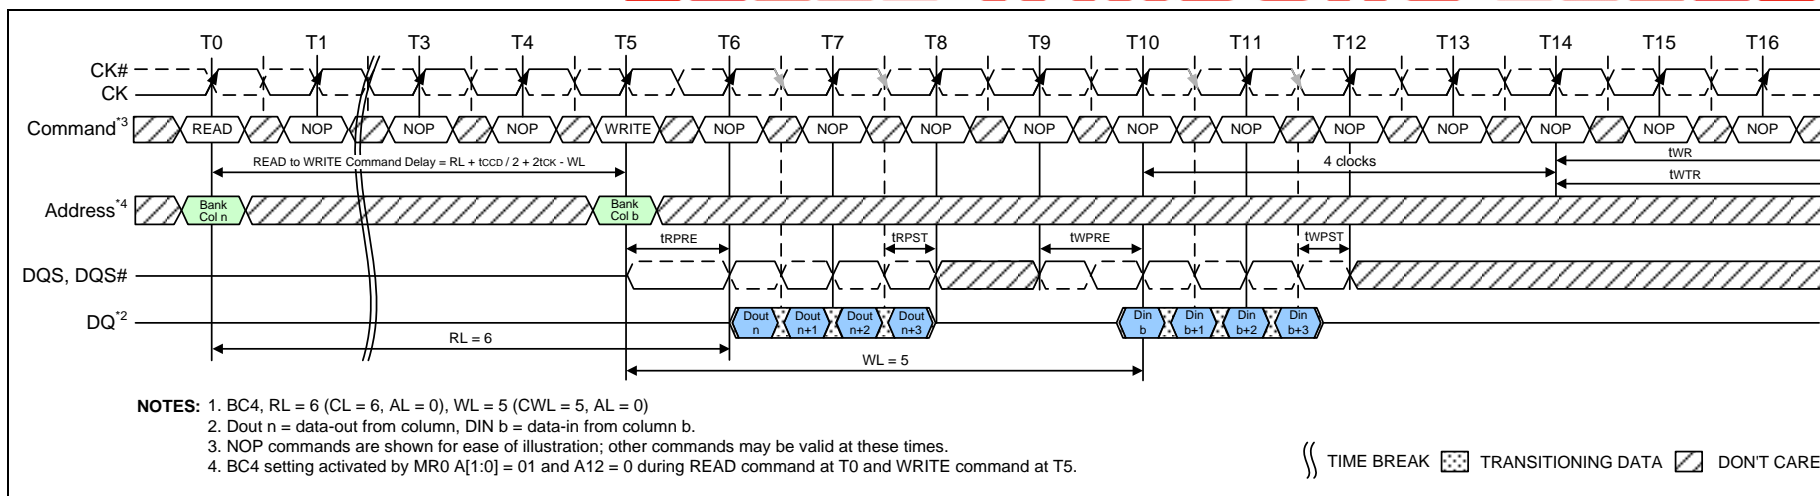 T0 T1 T3 T4 T5 T6 T7 T8 T9 T10 T11 T12 T13 T14 T15 T16
CK#
CK
Command*3 READ NOP NOP NOP WRITE NOP NOP NOP NOP NOP NOP NOP NOP NOP NOP NOP
READ to WRITE Command Delay = RL + tCCD / 2 + 2tCK - WL
4 clocks
tWR
tWTR
Address*4
Bank
Col n
Bank
Col b
tRPRE tRPST tWPRE tWPST
DQS, DQS#
DQ*2
Dout
n
Dout
n+1
Dout
n+2
Dout
n+3
Din
b
Din
b+1
Din
b+2
Din
b+3
RL = 6
WL = 5
NOTES: 1. BC4, RL = 6 (CL = 6, AL = 0), WL = 5 (CWL = 5, AL = 0)
2. Dout n = data-out from column, DIN b = data-in from column b.
3. NOP commands are shown for ease of illustration; other commands may be valid at these times.
4. BC4 setting activated by MR0 A[1:0] = 01 and A12 = 0 during READ command at T0 and WRITE command at T5.
TIME BREAK TRANSITIONING DATA DON'T CARE